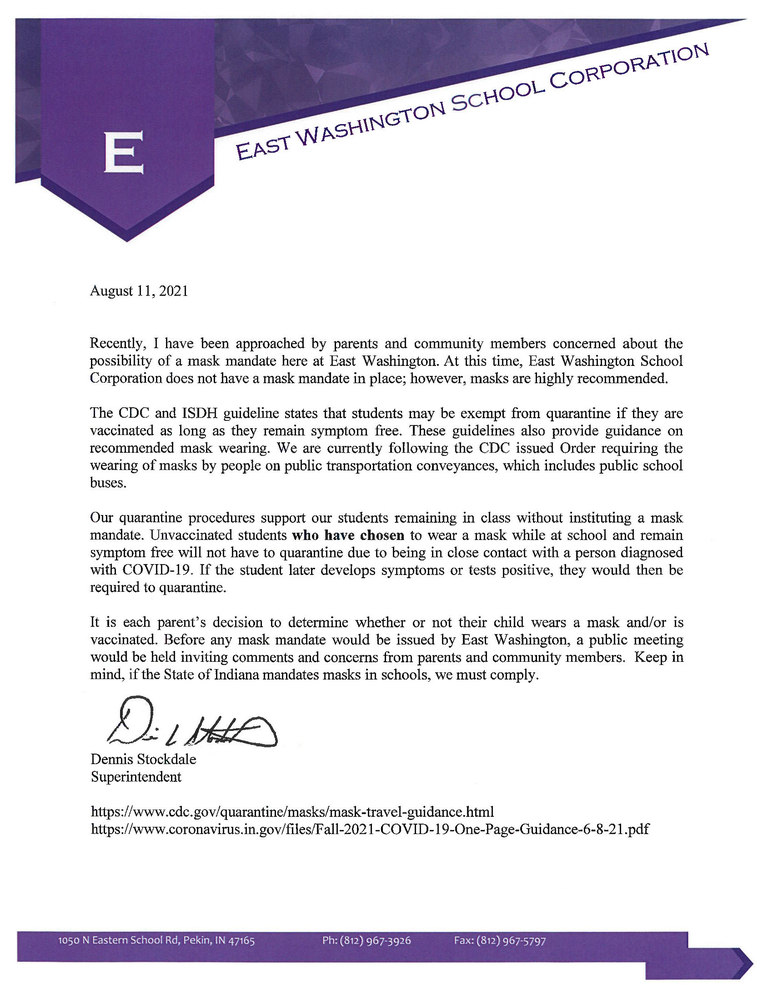 E
EAST WASHINGTON SCHOOL CORPORATION
August 11, 2021
Recently, I have been approached by parents and community members concerned about the
possibility of a mask mandate here at East Washington. At this time, East Washington School
Corporation does not have a mask mandate in place; however, masks are highly recommended.
The CDC and ISDH guideline states that students may be exempt from quarantine if they are
vaccinated as long as they remain symptom free. These guidelines also provide guidance on
recommended mask wearing. We are currently following the CDC issued Order requiring the
wearing of masks by people on public transportation conveyances, which includes public school
buses.
Our quarantine procedures support our students remaining in class without instituting a mask
mandate. Unvaccinated students who have chosen to wear a mask while at school and remain
symptom free will not have to quarantine due to being in close contact with a person diagnosed
with COVID-19. If the student later develops symptoms or tests positive, they would then be
required to quarantine.
It is each parent's decision to determine whether or not their child wears a mask and/or is
vaccinated. Before any mask mandate would be issued by East Washington, a public meeting
would be held inviting comments and concerns from parents and community members. Keep in
mind, if the State of Indiana mandates masks in schools, we must comply.
Dennis Stockdale
Superintendent
https://www.cdc.gov/quarantine/masks/mask-travel-guidance.html
https://www.coronavirus.in.gov/files/Fall-2021-COVID-19-One-Page-Guidance-6-8-21.pdf
1050 N Eastern School Rd, Pekin, IN 47165 Ph: (812) 967-3926 Fax: (812) 967-5797